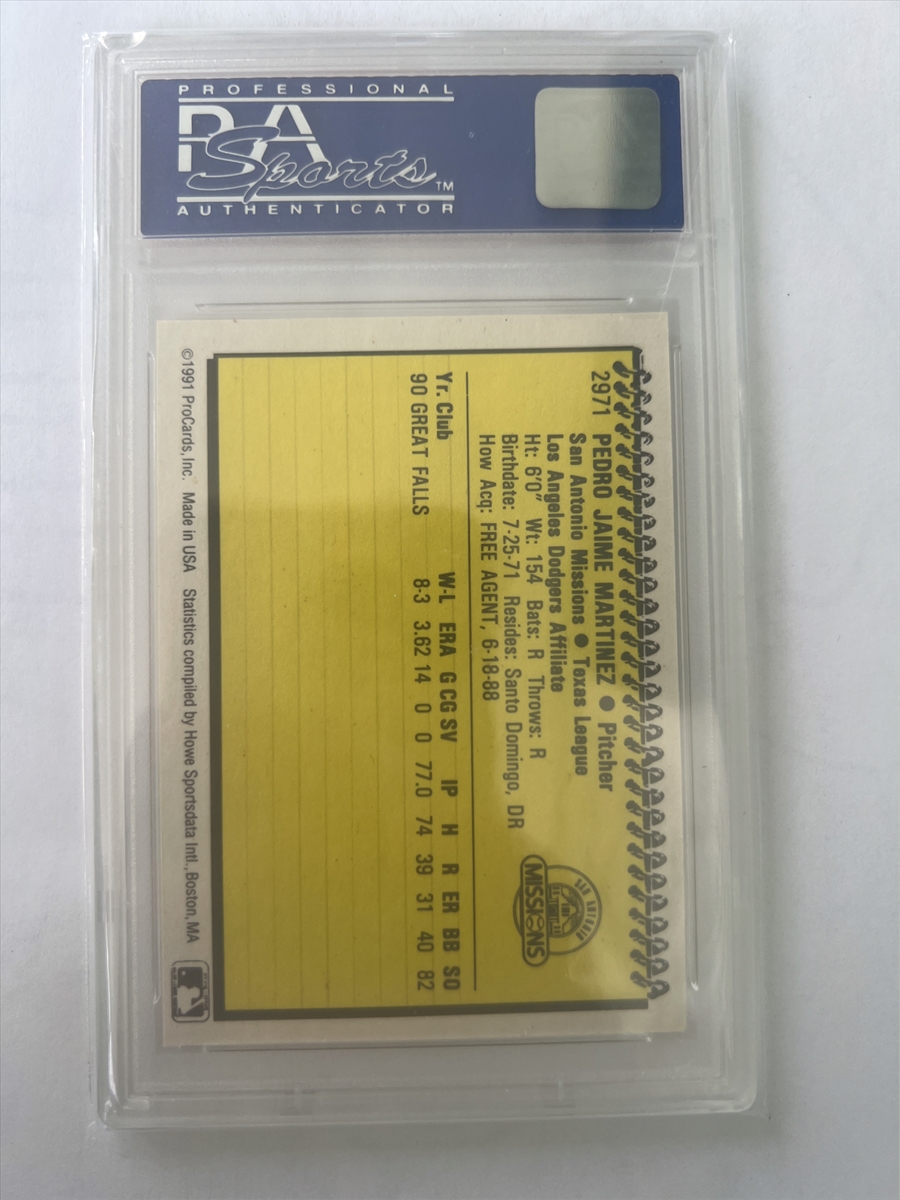 PROFESSIONAL
Sports™
AUTHENTICATOR
2971 PEDRO JAIME MARTINEZ ● Pitcher
San Antonio Missions ● Texas League
Los Angeles Dodgers Affiliate
Ht: 6'0" Wt: 154 Bats: R Throws: R
Birthdate: 7-25-71 Resides: Santo Domingo, DR
How Acq: FREE AGENT, 6-18-88
SAN ANTONIO
MISSIONS
Yr. Club W-L ERA G CG SV IP H R ER BB SO
90 GREAT FALLS 8-3 3.62 14 0 0 77.0 74 39 31 40 82
©1991 ProCards, Inc. Made in USA Statistics compiled by Howe Sportsdata Intl., Boston, MA